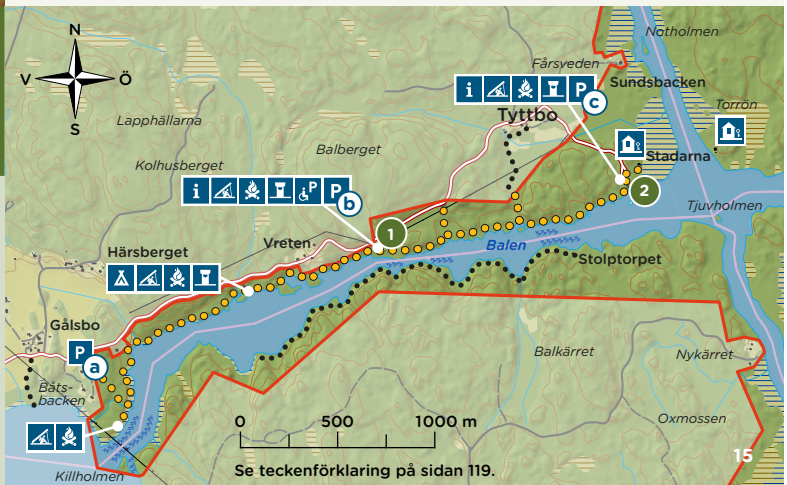 N
V
Ö
S
Notholmen
Fårsveden
Sundsbacken
i
P
c
Torrön
Tyttbo
Lapphällarna
Balberget
Kolhusberget
Stadarna
i
P
P
b
2
Tjuvholmen
1
Vreten
Balen
Härsberget
Stolptorpet
Gålsbo
P
a
Balkärret
Nykärret
Båts-
backen
0
500
1000 m
Oxmossen
15
Se teckenförklaring på sidan 119.
Killholmen